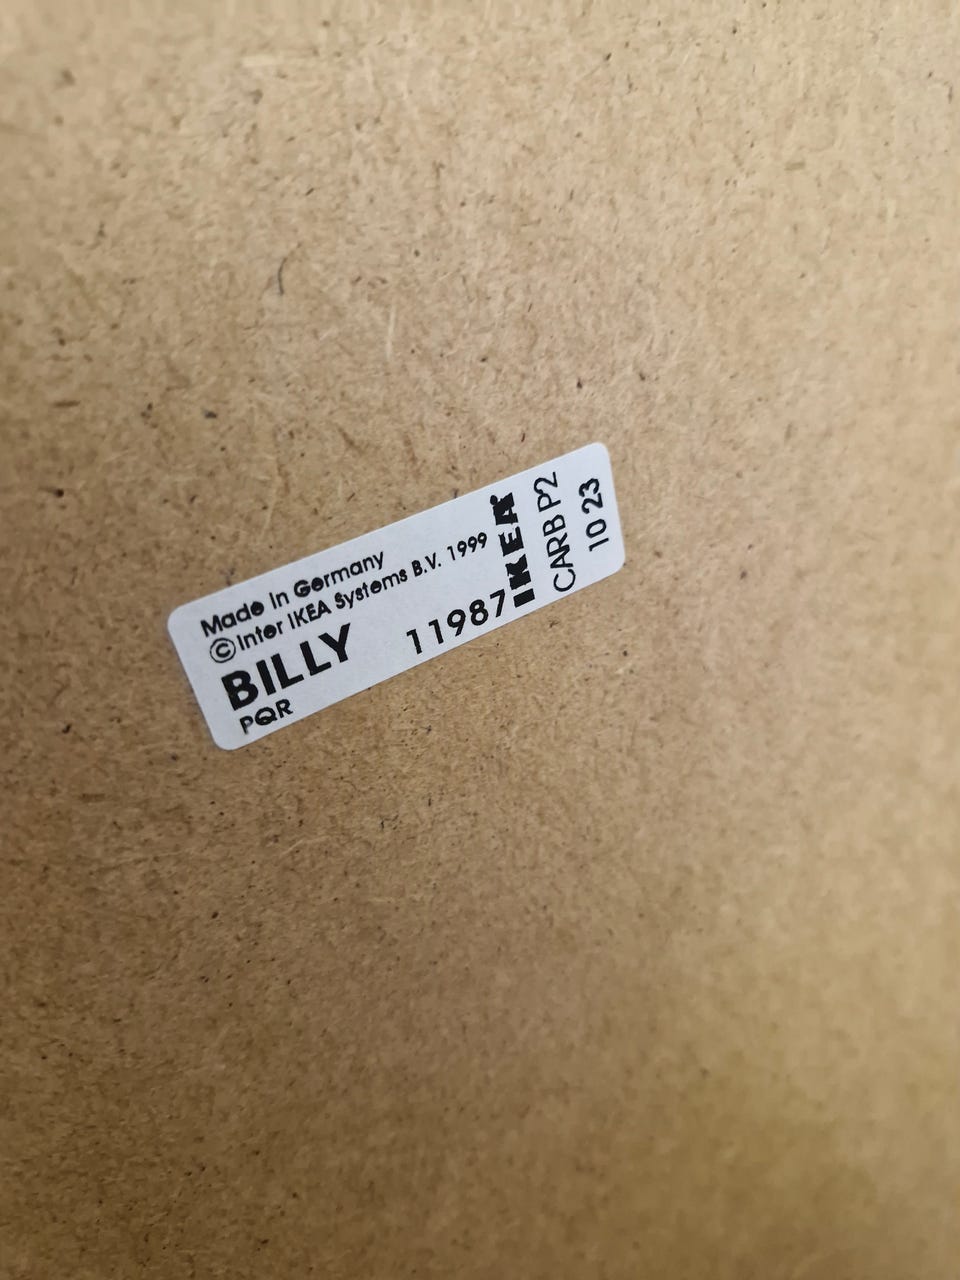 Made in Germany
©Inter IKEA Systems B.V. 1999
BILLY 11987
PQR
IKEA
CARB P2
10 23